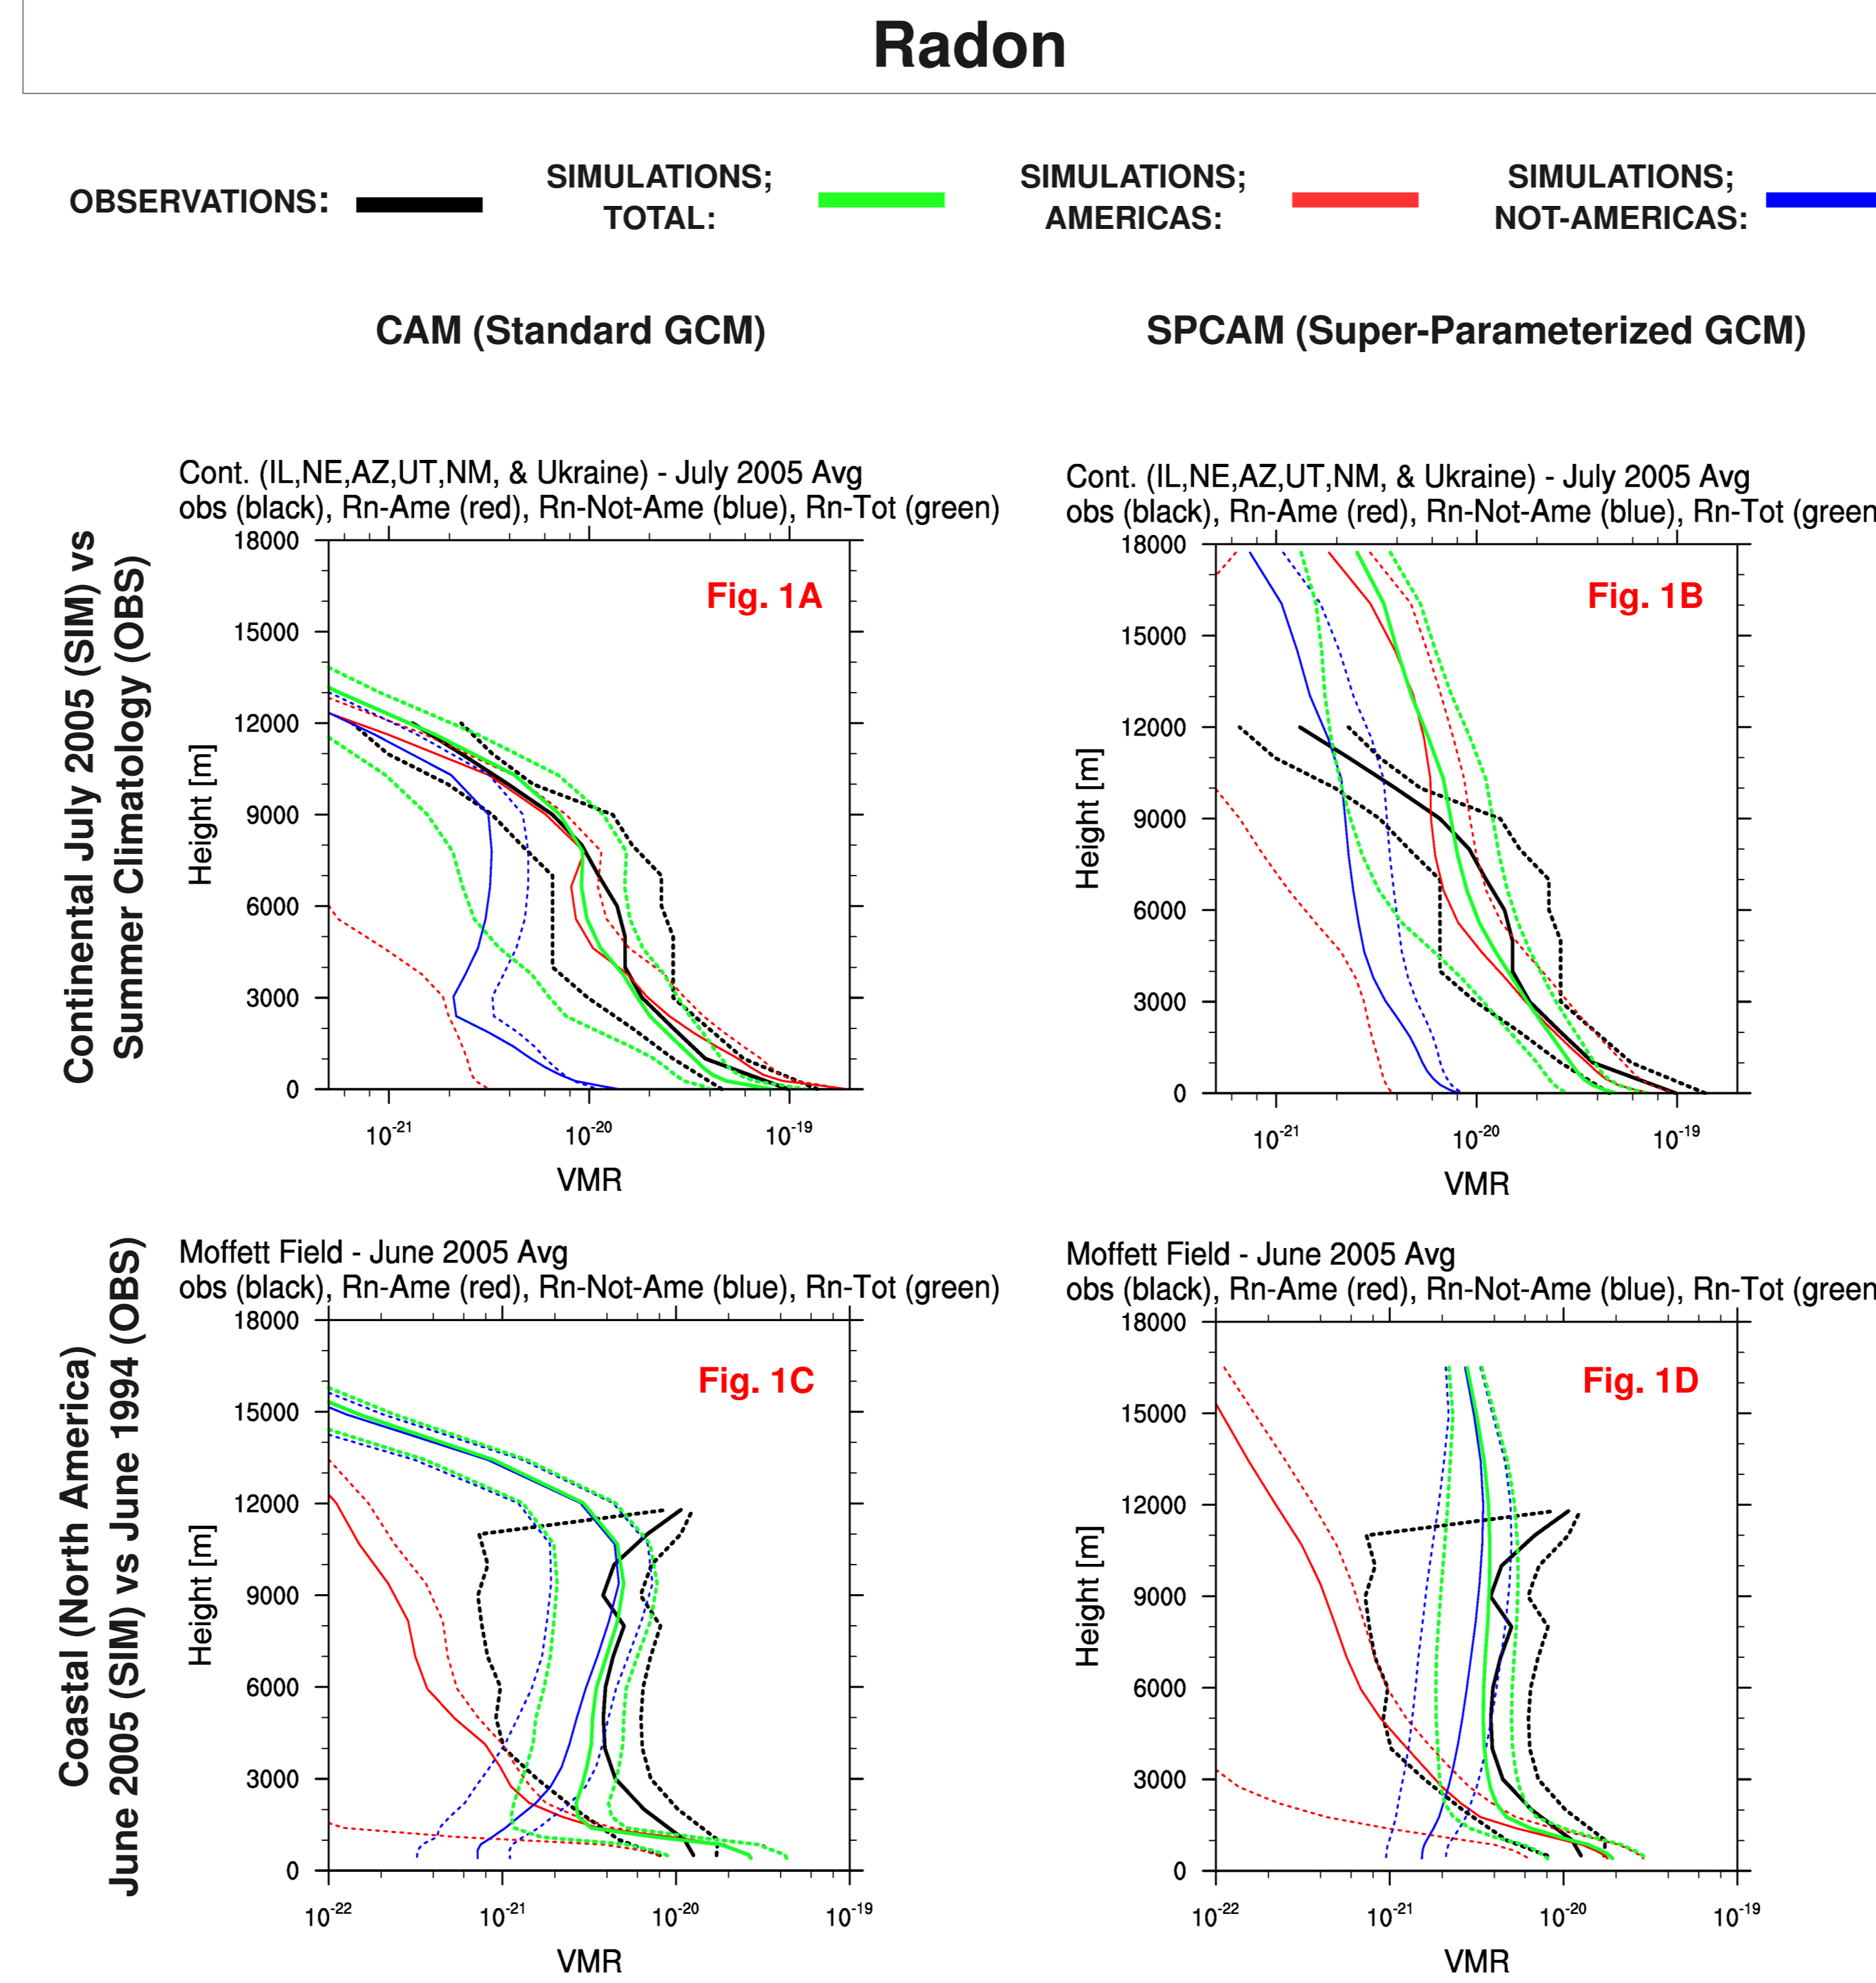 Radon
OBSERVATIONS:
SIMULATIONS;
TOTAL:
SIMULATIONS;
AMERICAS:
SIMULATIONS;
NOT-AMERICAS:
CAM (Standard GCM)
SPCAM (Super-Parameterized GCM)
Continental July 2005 (SIM) vs
Summer Climatology (OBS)
Cont. (IL,NE,AZ,UT,NM, & Ukraine) - July 2005 Avg
obs (black), Rn-Ame (red), Rn-Not-Ame (blue), Rn-Tot (green)
Fig. 1A
18000
15000
12000
9000
6000
3000
0
Height [m]
10-21
10-20
10-19
VMR
Cont. (IL,NE,AZ,UT,NM, & Ukraine) - July 2005 Avg
obs (black), Rn-Ame (red), Rn-Not-Ame (blue), Rn-Tot (green
Fig. 1B
18000
15000
12000
9000
6000
3000
0
Height [m]
10-21
10-20
10-19
VMR
Coastal (North America)
June 2005 (SIM) vs June 1994 (OBS)
Moffett Field - June 2005 Avg
obs (black), Rn-Ame (red), Rn-Not-Ame (blue), Rn-Tot (green)
Fig. 1C
18000
15000
12000
9000
6000
3000
0
Height [m]
10-22
10-21
10-20
10-19
VMR
Moffett Field - June 2005 Avg
obs (black), Rn-Ame (red), Rn-Not-Ame (blue), Rn-Tot (green
Fig. 1D
18000
15000
12000
9000
6000
3000
0
Height [m]
10-22
10-21
10-20
10-19
VMR